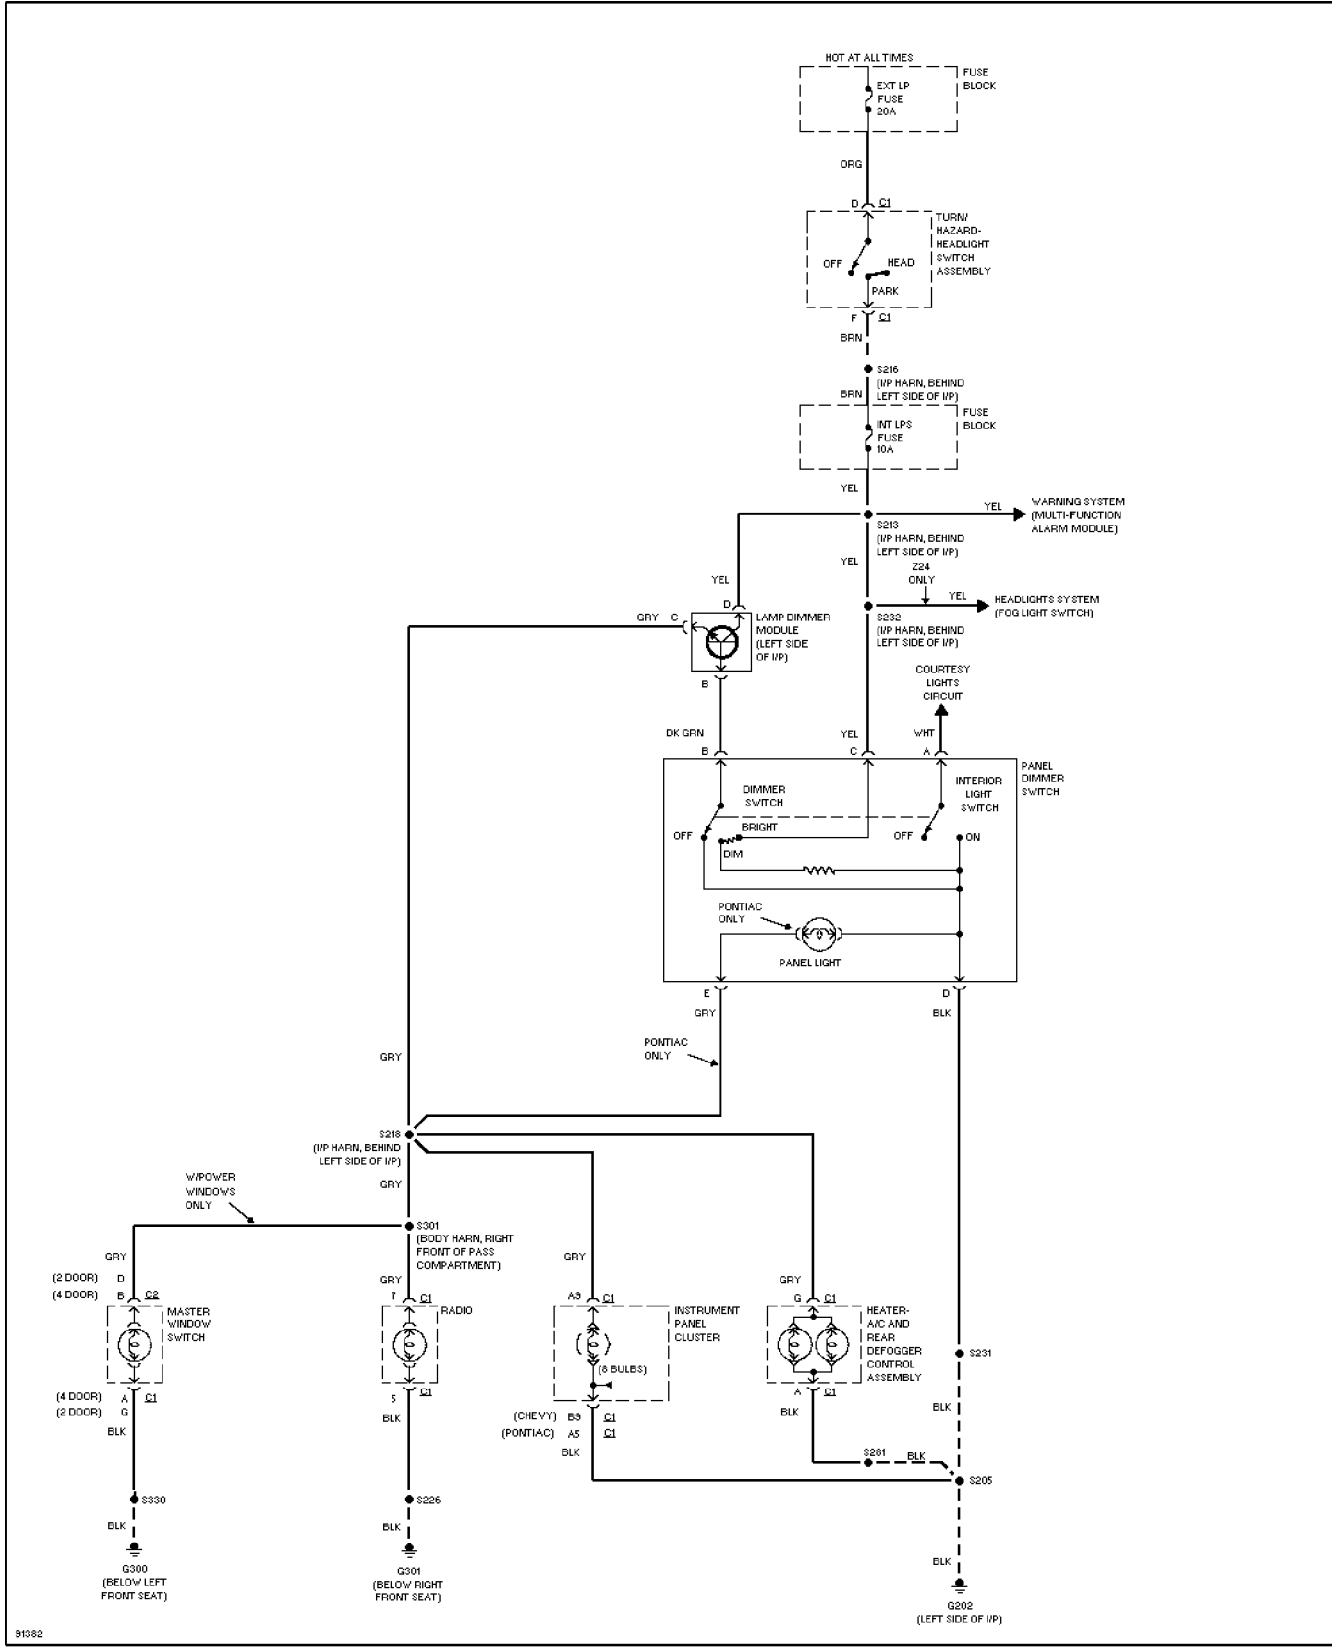 HOT AT ALL TIMES
FUSE
BLOCK
EXT LP
FUSE
20A
ORG
D C1
TURN/
HAZARD-
HEADLIGHT
SWITCH
ASSEMBLY
OFF
HEAD
PARK
F C1
BRN
S216
(I/P HARN, BEHIND
LEFT SIDE OF I/P)
BRN
FUSE
BLOCK
INT LPS
FUSE
10A
YEL
YEL
WARNING SYSTEM
(MULTI-FUNCTION
ALARM MODULE)
S213
(I/P HARN, BEHIND
LEFT SIDE OF I/P)
YEL
Z24
ONLY
YEL
YEL
HEADLIGHTS SYSTEM
(FOG LIGHT SWITCH)
D
GRY C
LAMP DIMMER
MODULE
(LEFT SIDE
OF I/P)
S232
(I/P HARN, BEHIND
LEFT SIDE OF I/P)
COURTESY
LIGHTS
CIRCUIT
B
DK GRN
YEL
WHT
B
C
A
PANEL
DIMMER
SWITCH
DIMMER
SWITCH
INTERIOR
LIGHT
SWITCH
OFF
BRIGHT
DIM
OFF
ON
PONTIAC
ONLY
PANEL LIGHT
E
D
GRY
BLK
PONTIAC
ONLY
GRY
S218
(I/P HARN, BEHIND
LEFT SIDE OF I/P)
GRY
W/POWER
WINDOWS
ONLY
S301
(BODY HARN, RIGHT
FRONT OF PASS
COMPARTMENT)
GRY
GRY
GRY
GRY
(2 DOOR) D
(4 DOOR) B C2
7 C1
A9 C1
G C1
MASTER
WINDOW
SWITCH
RADIO
INSTRUMENT
PANEL
CLUSTER
(8 BULBS)
HEATER-
A/C AND
REAR
DEFOGGER
CONTROL
ASSEMBLY
S231
(4 DOOR) A C1
(2 DOOR) G
BLK
5 C1
BLK
(CHEVY) B9 C1
(PONTIAC) A5 C1
BLK
A C1
BLK
BLK
S281
BLK
S205
S330
S226
BLK
BLK
BLK
G300
(BELOW LEFT
FRONT SEAT)
G301
(BELOW RIGHT
FRONT SEAT)
G202
(LEFT SIDE OF I/P)
91382